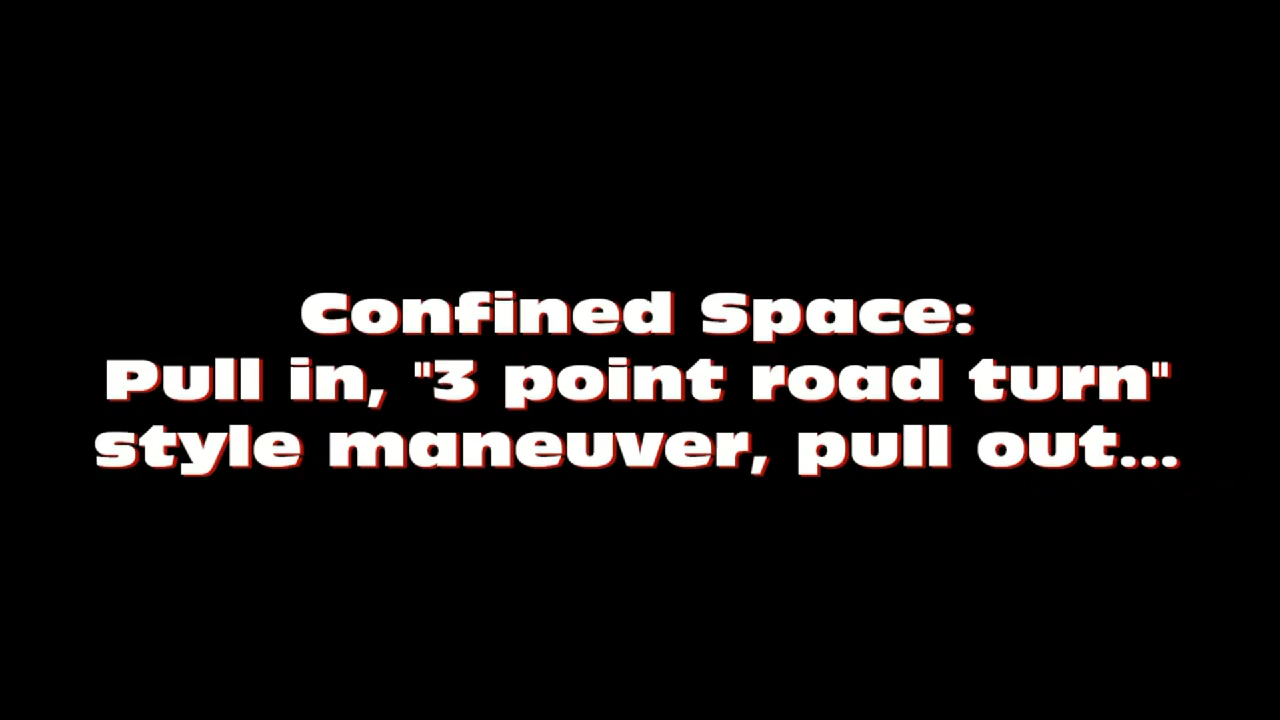 Confined Space:
Pull in, "3 point road turn"
style maneuver, pull out...